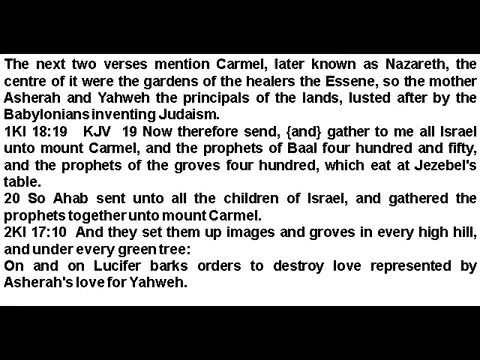 The next two verses mention Carmel, later known as Nazareth, the
centre of it were the gardens of the healers the Essene, so the mother
Asherah and Yahweh the principals of the lands, lusted after by the
Babylonians inventing Judaism.
1KI 18:19 KJV 19 Now therefore send, {and} gather to me all Israel
unto mount Carmel, and the prophets of Baal four hundred and fifty,
and the prophets of the groves four hundred, which eat at Jezebel's
table.
20 So Ahab sent unto all the children of Israel, and gathered the
prophets together unto mount Carmel.
2KI 17:10 And they set them up images and groves in every high hill,
and under every green tree:
On and on Lucifer barks orders to destroy love represented by
Asherah's love for Yahweh.